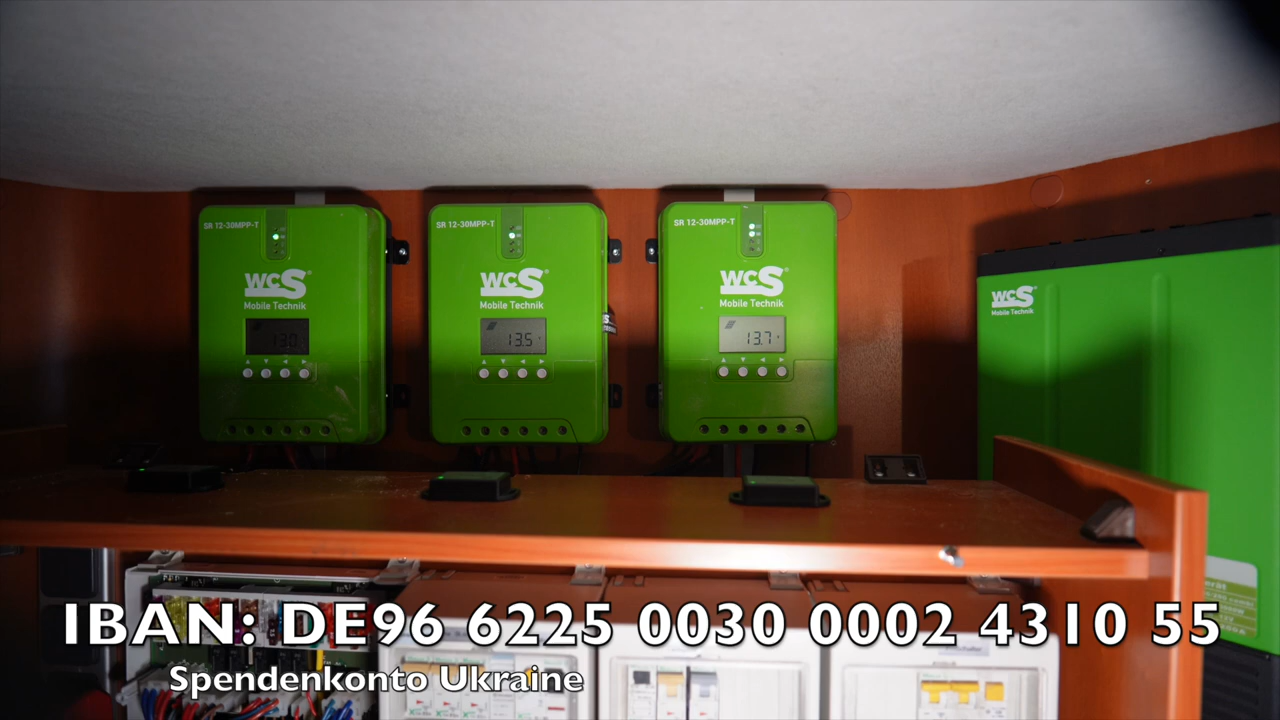 SR 12-30MPP-T
WCS®
Mobile Technik
13.0
SR 12-30MPP-T
WCS®
Mobile Technik
13.5
SR 12-30MPP-T
WCS®
Mobile Technik
13.7
WCS®
Mobile Technik
IBAN: DE96 6225 0030 0002 4310 55
Spendenkonto Ukraine